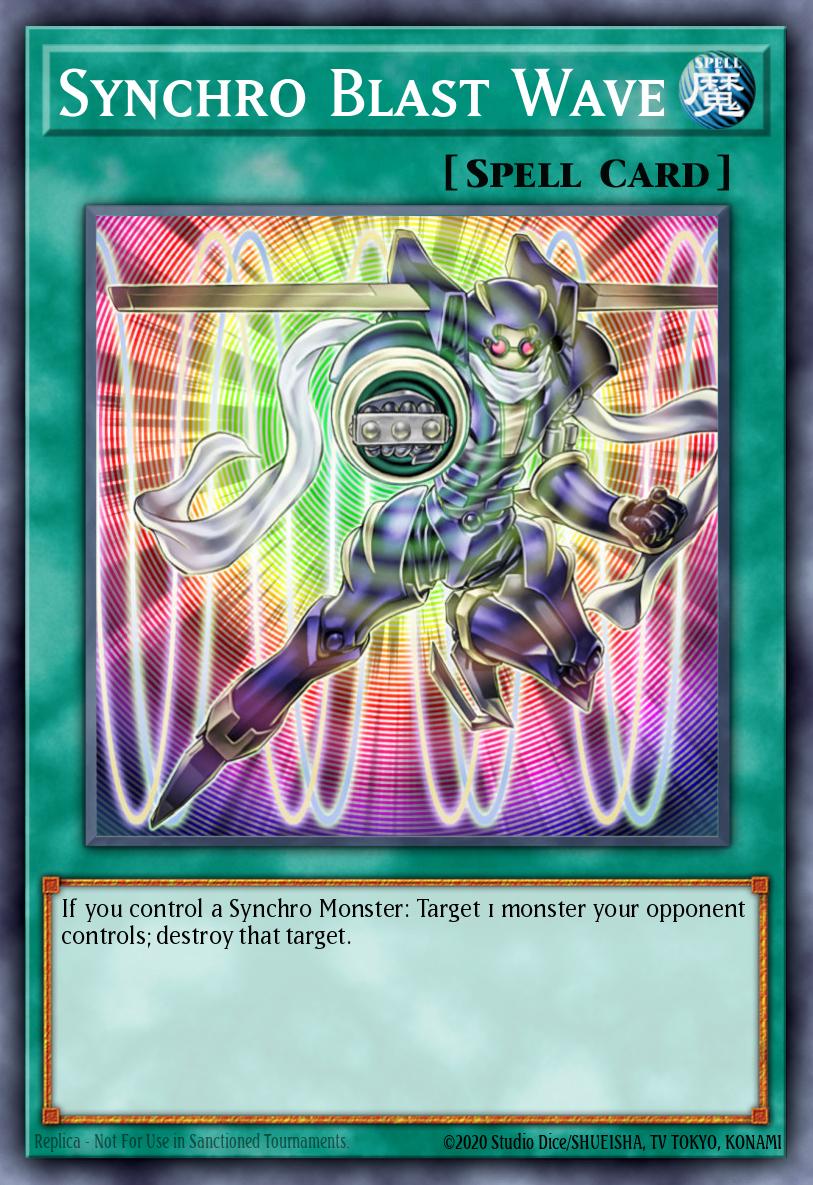 Synchro Blast Wave
SPELL
魔
[ Spell Card ]
If you control a Synchro Monster: Target 1 monster your opponent
controls; destroy that target.
Replica - Not For Use in Sanctioned Tournaments.
©2020 Studio Dice/SHUEISHA, TV TOKYO, KONAMI